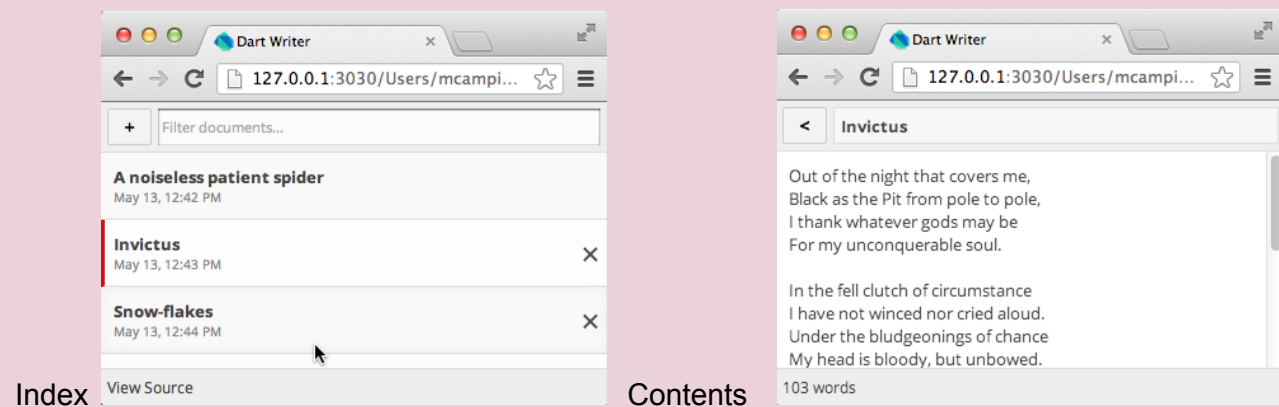 Dart Writer
127.0.0.1:3030/Users/mcampi...
+ Filter documents...
A noiseless patient spider
May 13, 12:42 PM
Invictus
May 13, 12:43 PM
Snow-flakes
May 13, 12:44 PM
View Source
Index
Dart Writer
127.0.0.1:3030/Users/mcampi...
< Invictus
Out of the night that covers me,
Black as the Pit from pole to pole,
I thank whatever gods may be
For my unconquerable soul.
In the fell clutch of circumstance
I have not winced nor cried aloud.
Under the bludgeonings of chance
My head is bloody, but unbowed.
103 words
Contents